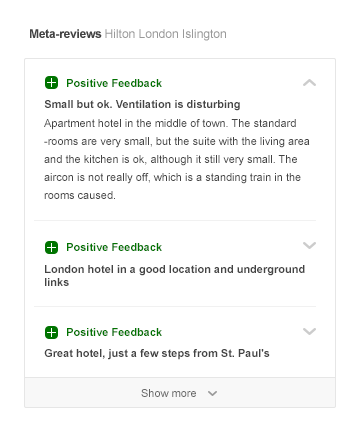 Meta-reviews Hilton London Islington
Positive Feedback
Small but ok. Ventilation is disturbing
Apartment hotel in the middle of town. The standard
-rooms are very small, but the suite with the living area
and the kitchen is ok, although it still very small. The
aircon is not really off, which is a standing train in the
rooms caused.
Positive Feedback
London hotel in a good location and underground
links
Positive Feedback
Great hotel, just a few steps from St. Paul's
Show more